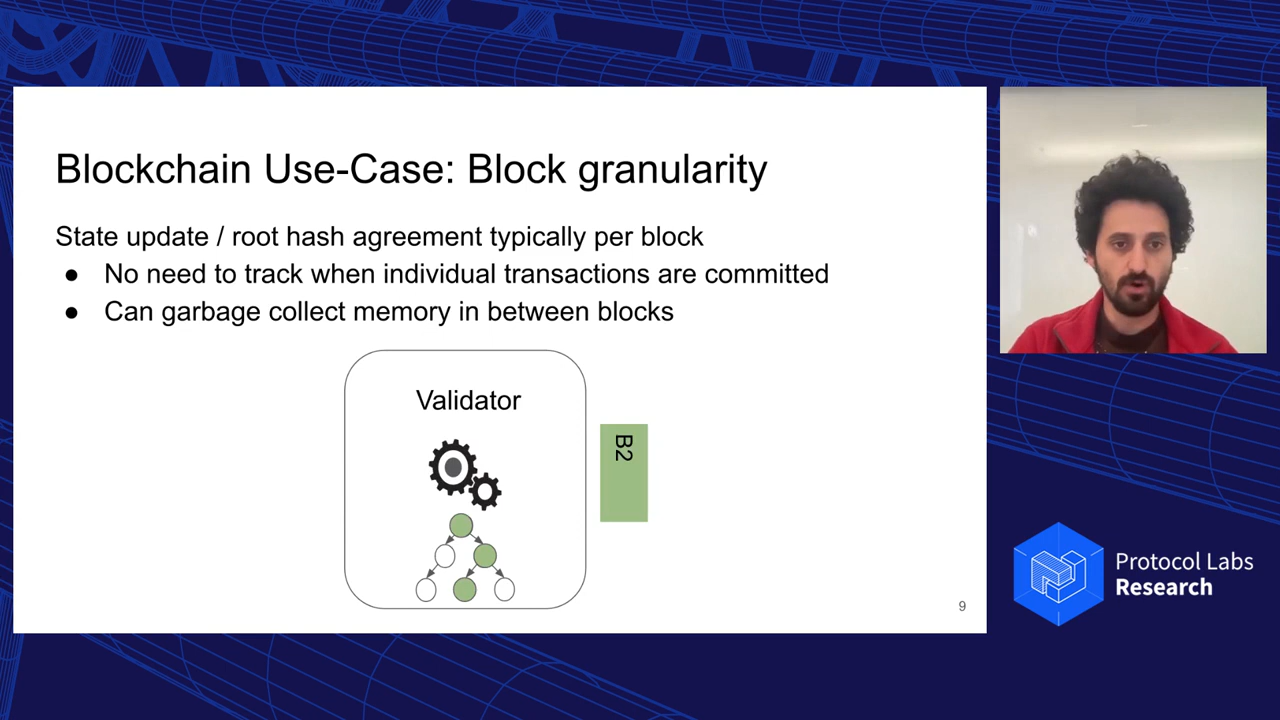 Blockchain Use-Case: Block granularity
State update / root hash agreement typically per block
● No need to track when individual transactions are committed
● Can garbage collect memory in between blocks
Validator
B2
9
Protocol Labs
Research